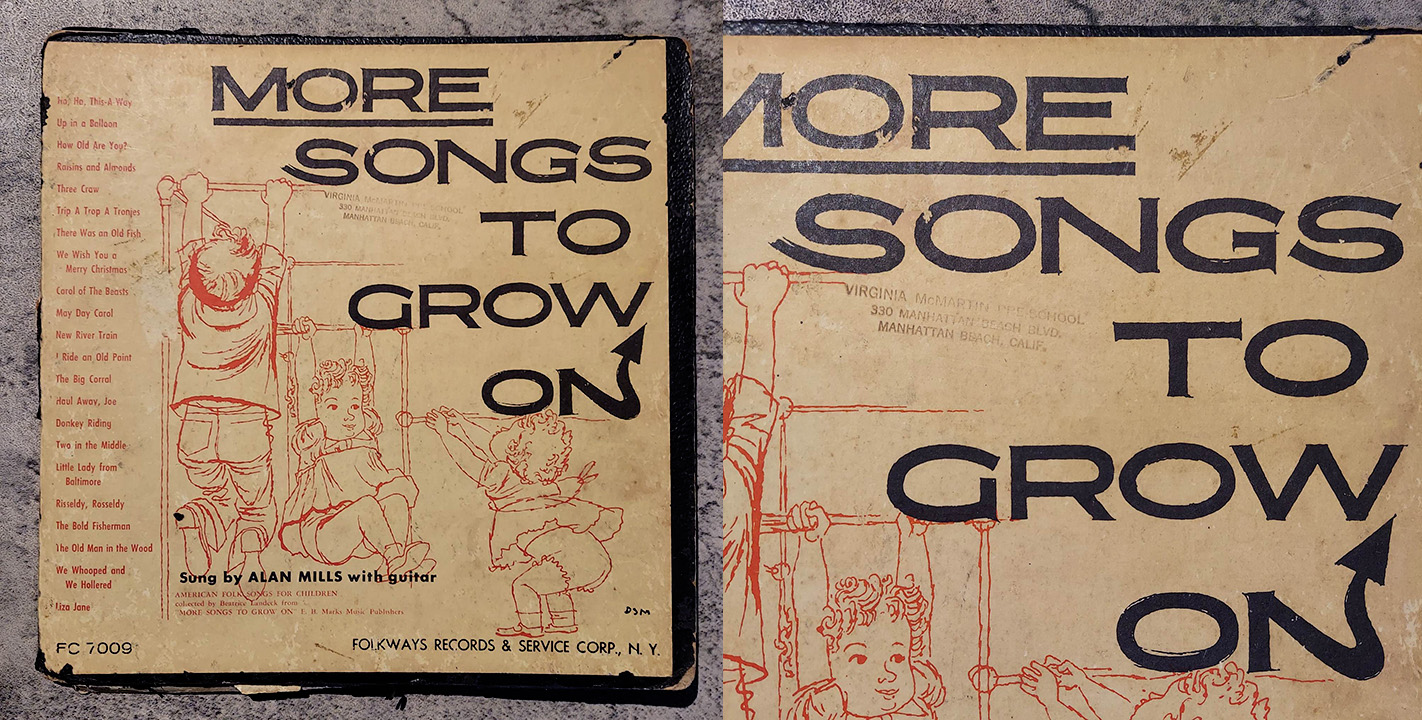 MORE
SONGS
TO
GROW
ON
VIRGINIA McMARTIN PRE-SCHOOL
330 MANHATTAN BEACH BLVD.
MANHATTAN BEACH, CALIF.
Ho, Ha, This-A Way
Up in a Balloon
How Old Are You?
Raisins and Almonds
Three Craw
Trip A Trop A Tronjes
There Was an Old Fish
We Wish You a
Merry Christmas
Carol of The Beasts
May Day Carol
New River Train
I Ride an Old Paint
The Big Corral
Haul Away, Joe
Donkey Riding
Two in the Middle
Little Lady from
Baltimore
Risseldy, Rosseldy
The Bold Fisherman
The Old Man in the Wood
We Whooped and
We Hollered
Liza Jane
Sung by ALAN MILLS with guitar
AMERICAN FOLK SONGS FOR CHILDREN
collected by Beatrice Landeck from
"MORE SONGS TO GROW ON" E. B. Marks Music Publishers
DSM
FC 7009
FOLKWAYS RECORDS & SERVICE CORP., N. Y.
MORE
SONGS
TO
GROW
ON
VIRGINIA McMARTIN PRE-SCHOOL
330 MANHATTAN BEACH BLVD.
MANHATTAN BEACH, CALIF.